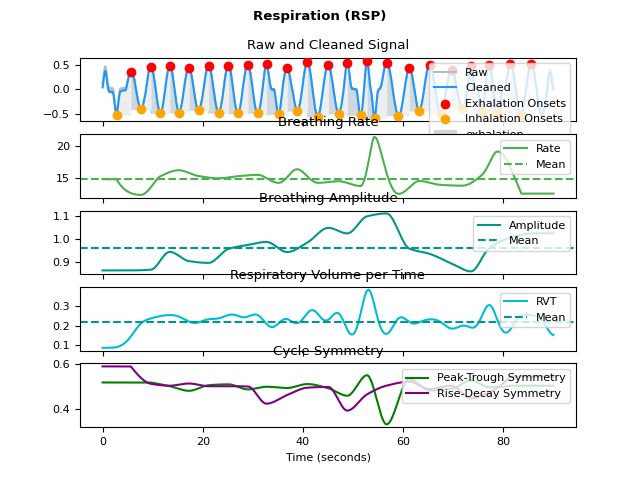 Respiration (RSP)
Raw and Cleaned Signal
0.5
0.0
−0.5
Raw
Cleaned
Exhalation Onsets
Inhalation Onsets
exhalation
Breathing Rate
20
15
Rate
Mean
Breathing Amplitude
1.1
1.0
0.9
Amplitude
Mean
Respiratory Volume per Time
0.3
0.2
0.1
RVT
Mean
Cycle Symmetry
0.6
0.4
Peak-Trough Symmetry
Rise-Decay Symmetry
0
20
40
60
80
Time (seconds)